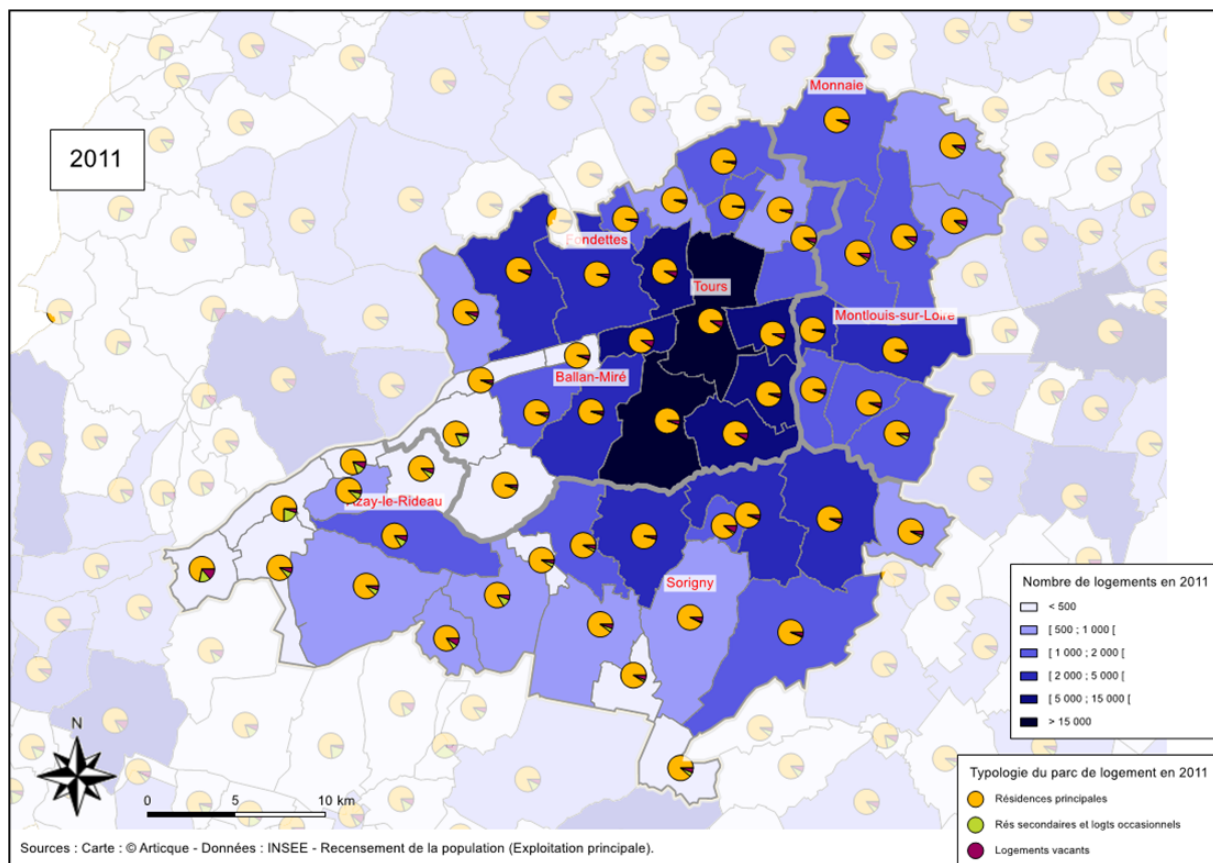 2011
Monnaie
Fondettes
Tours
Montlouis-sur-Loire
Ballan-Miré
Azay-le-Rideau
Sorigny
Nombre de logements en 2011
< 500
[ 500 ; 1 000 [
[ 1 000 ; 2 000 [
[ 2 000 ; 5 000 [
[ 5 000 ; 15 000 [
> 15 000
N
0 5 10 km
Typologie du parc de logement en 2011
Résidences principales
Rés secondaires et logts occasionnels
Logements vacants
Sources : Carte : © Articque - Données : INSEE - Recensement de la population (Exploitation principale).